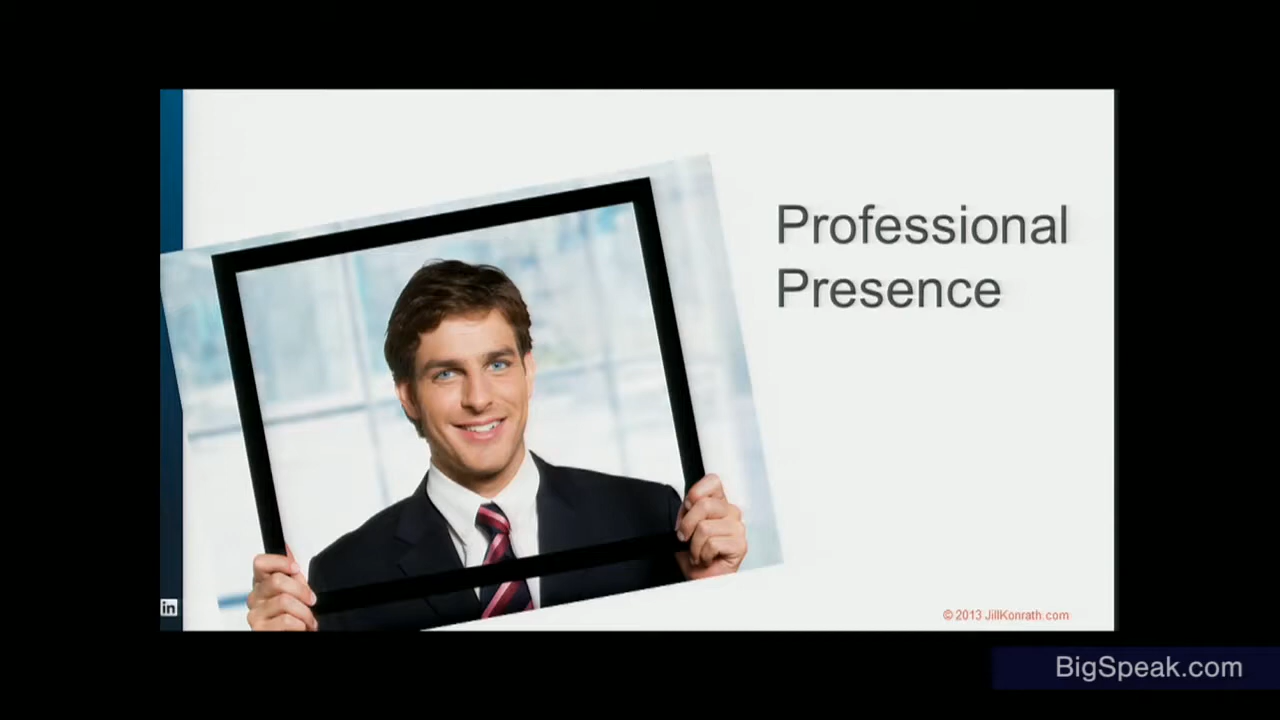 Professional
Presence
in
© 2013 JillKonrath.com
BigSpeak.com